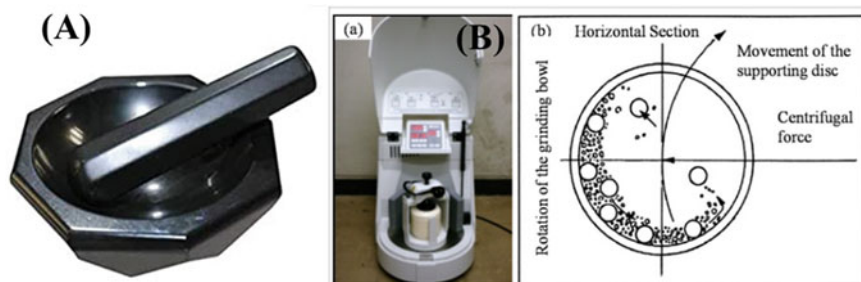 (A)
(a)
(B)
(b)
Horizontal Section
Movement of the
supporting disc
Centrifugal
force
Rotation of the grinding bowl